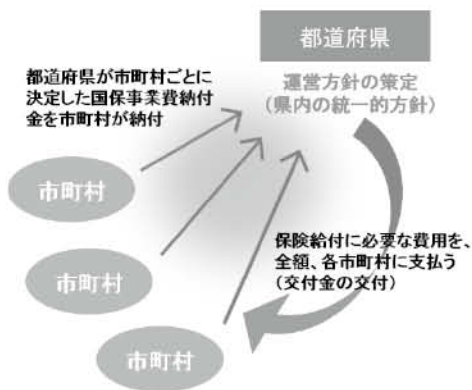 都道府県
運営方針の策定
（県内の統一的方針）
都道府県が市町村ごとに
決定した国保事業費納付
金を市町村が納付
市町村
市町村
市町村
保険給付に必要な費用を、
全額、各市町村に支払う
（交付金の交付）